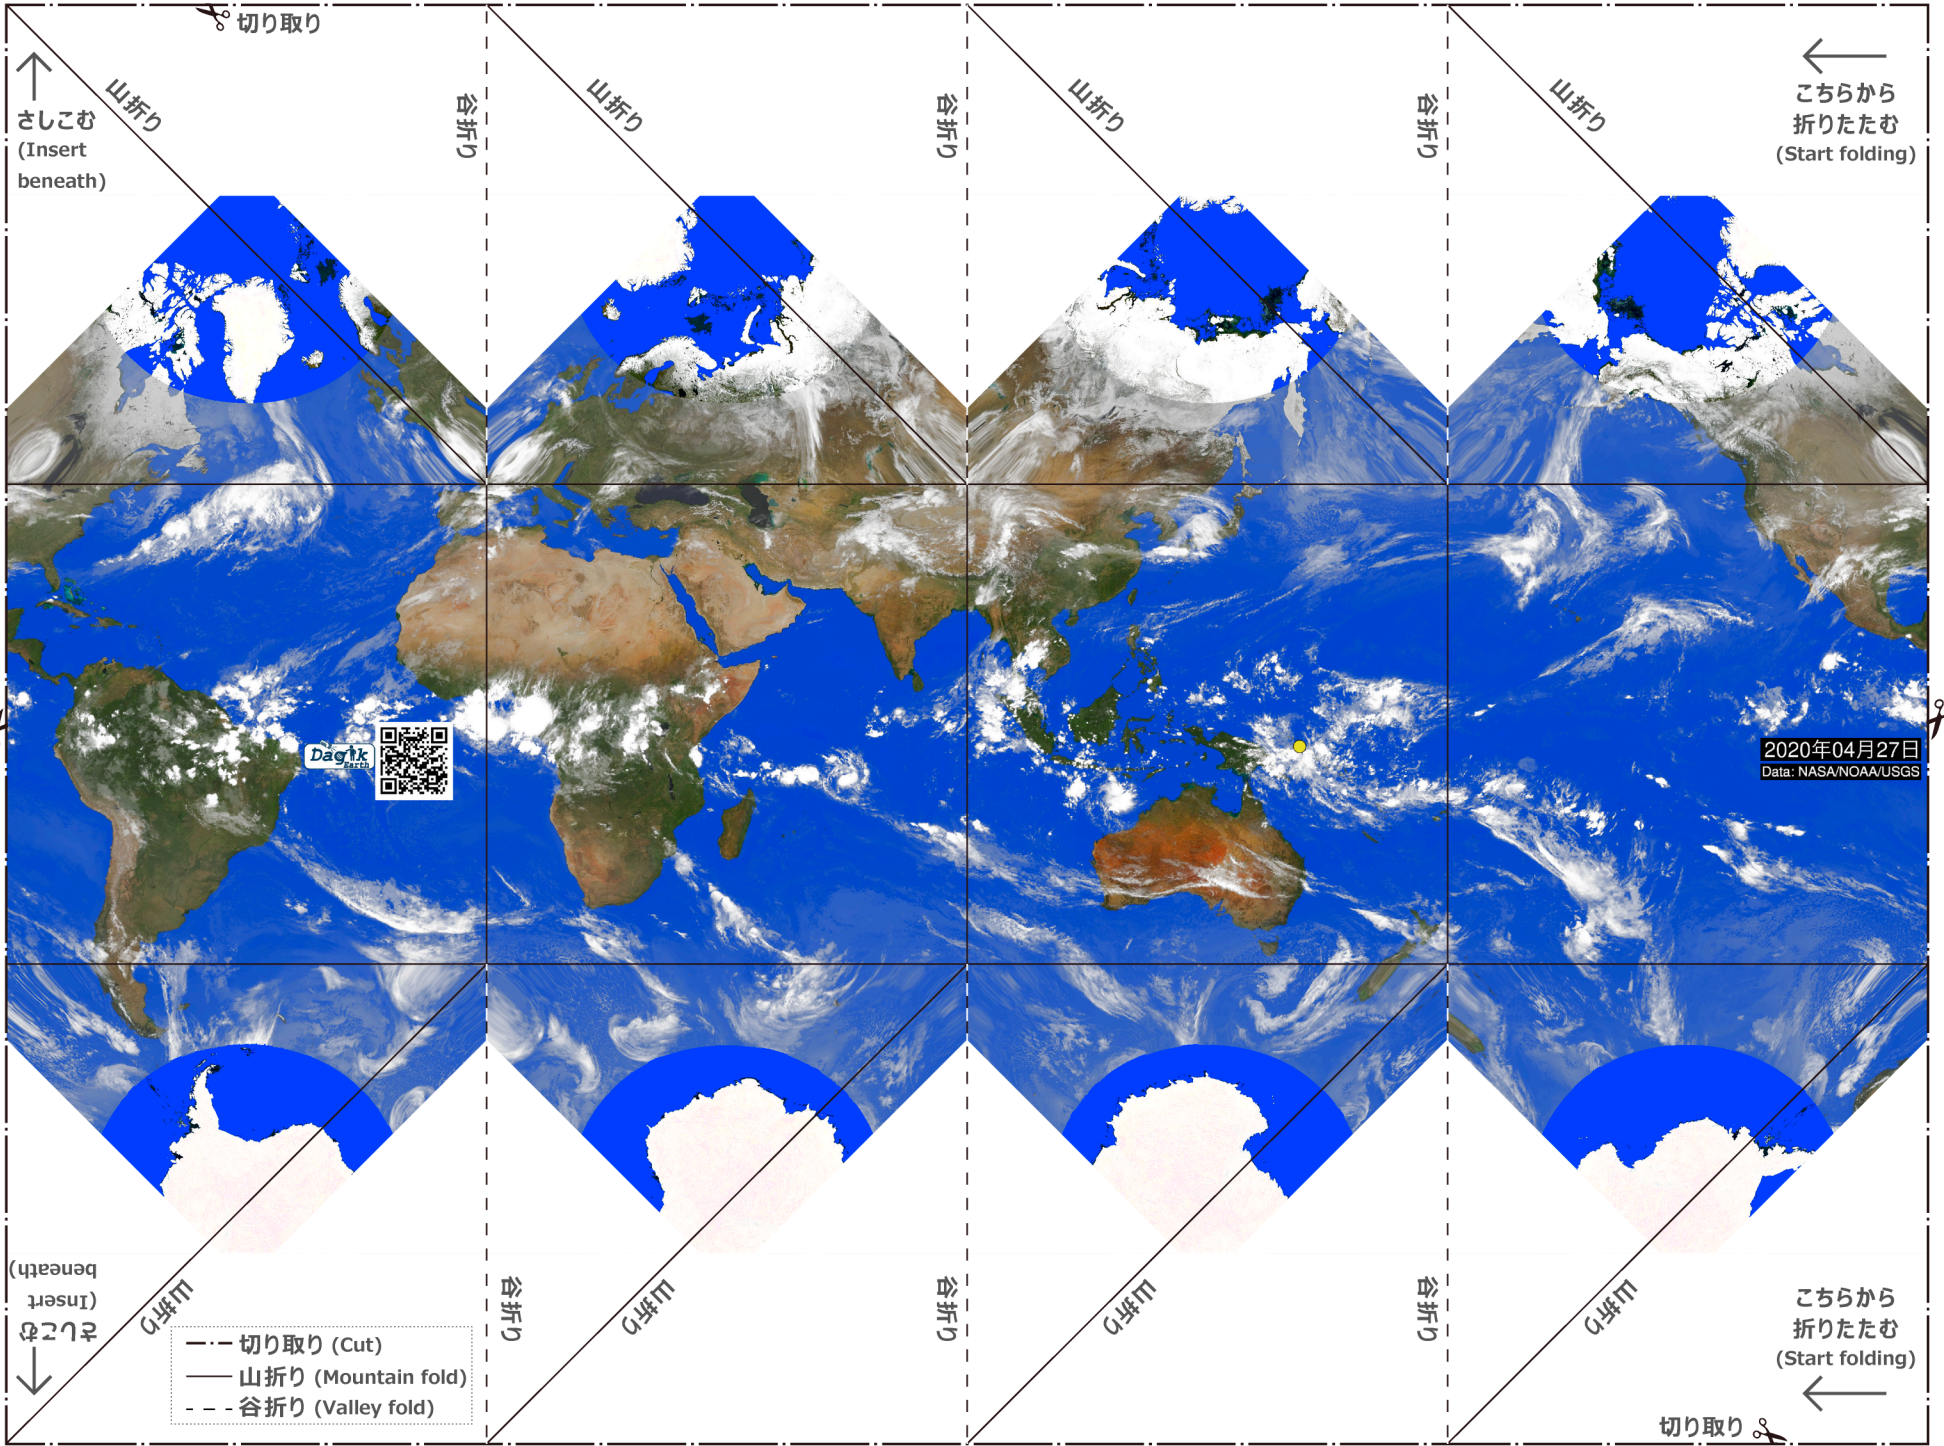 切り取り
山折り
谷折り
山折り
谷折り
山折り
谷折り
山折り
さしこむ
(Insert
beneath)
こちらから
折りたたむ
(Start folding)
Dagik
Earth
2020年04月27日
Data: NASA/NOAA/USGS
さしこむ
(Insert
beneath)
山折り
谷折り
山折り
谷折り
山折り
谷折り
山折り
切り取り (Cut)
山折り (Mountain fold)
谷折り (Valley fold)
こちらから
折りたたむ
(Start folding)
切り取り